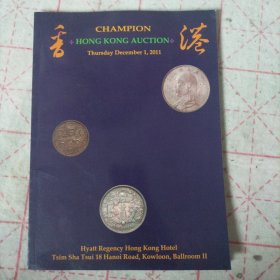 香 港
CHAMPION
HONG KONG AUCTION
Thursday December 1, 2011
Hyatt Regency Hong Kong Hotel
Tsim Sha Tsui 18 Hanoi Road, Kowloon, Ballroom II